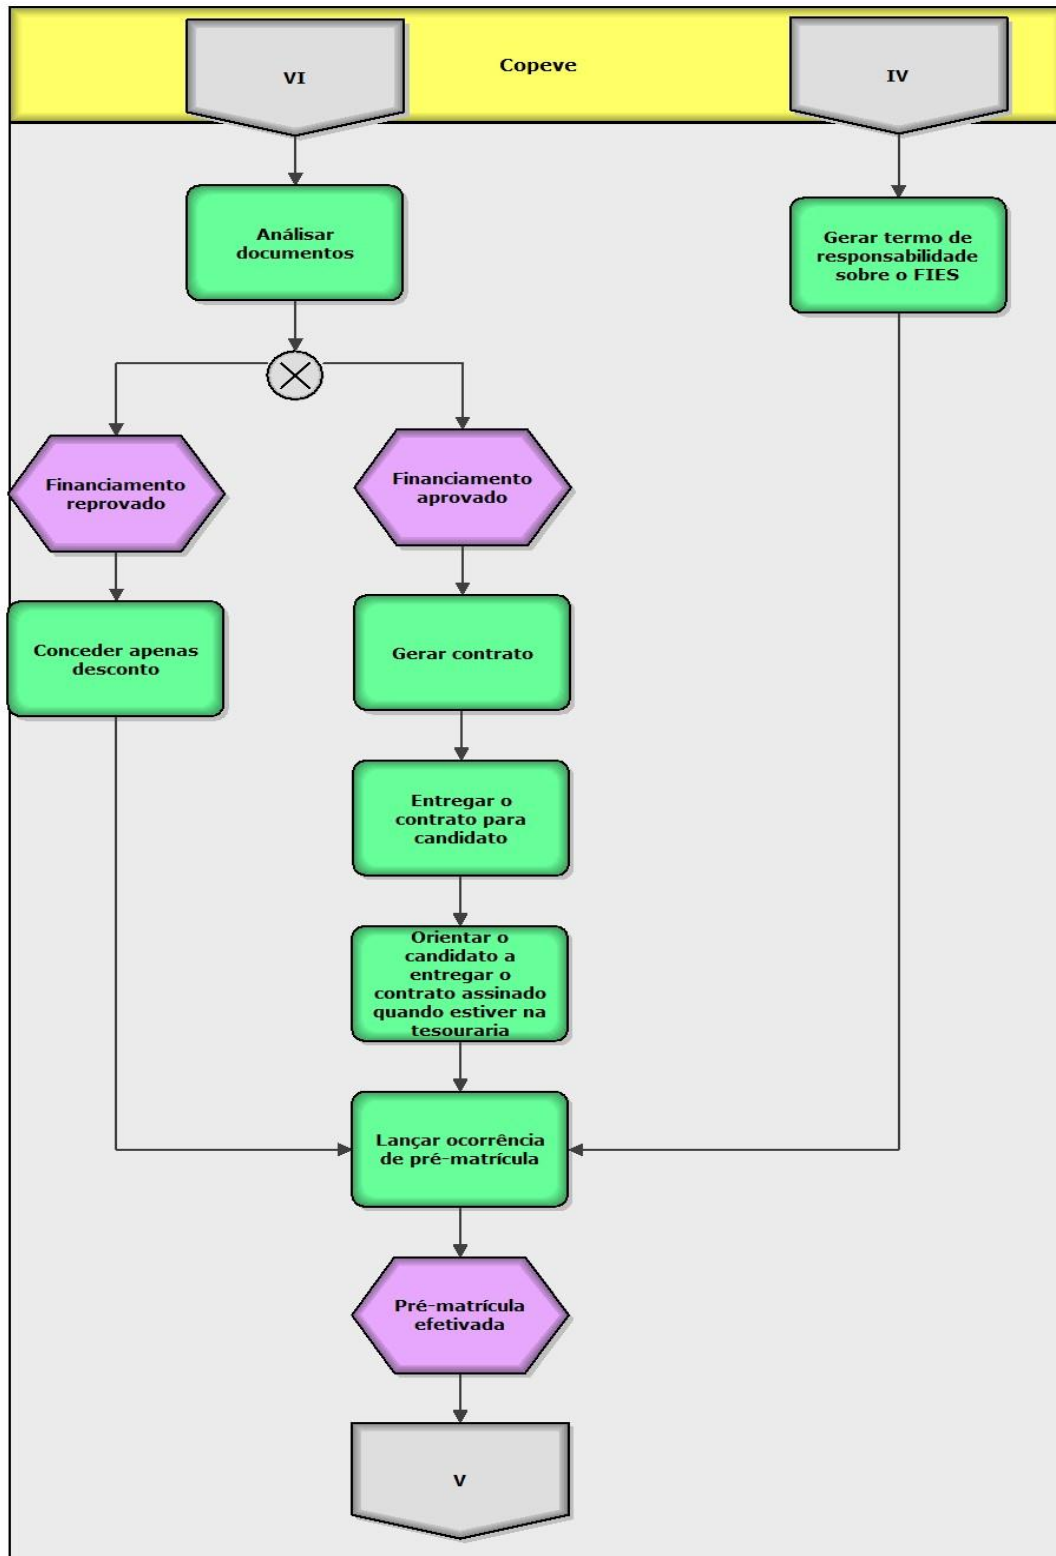 Copeve
VI
IV
Análisar
documentos
Gerar termo de
responsabilidade
sobre o FIES
Financiamento
reprovado
Financiamento
aprovado
Conceder apenas
desconto
Gerar contrato
Entregar o
contrato para
candidato
Orientar o
candidato a
entregar o
contrato assinado
quando estiver na
tesouraria
Lançar ocorrência
de pré-matrícula
Pré-matrícula
efetivada
V